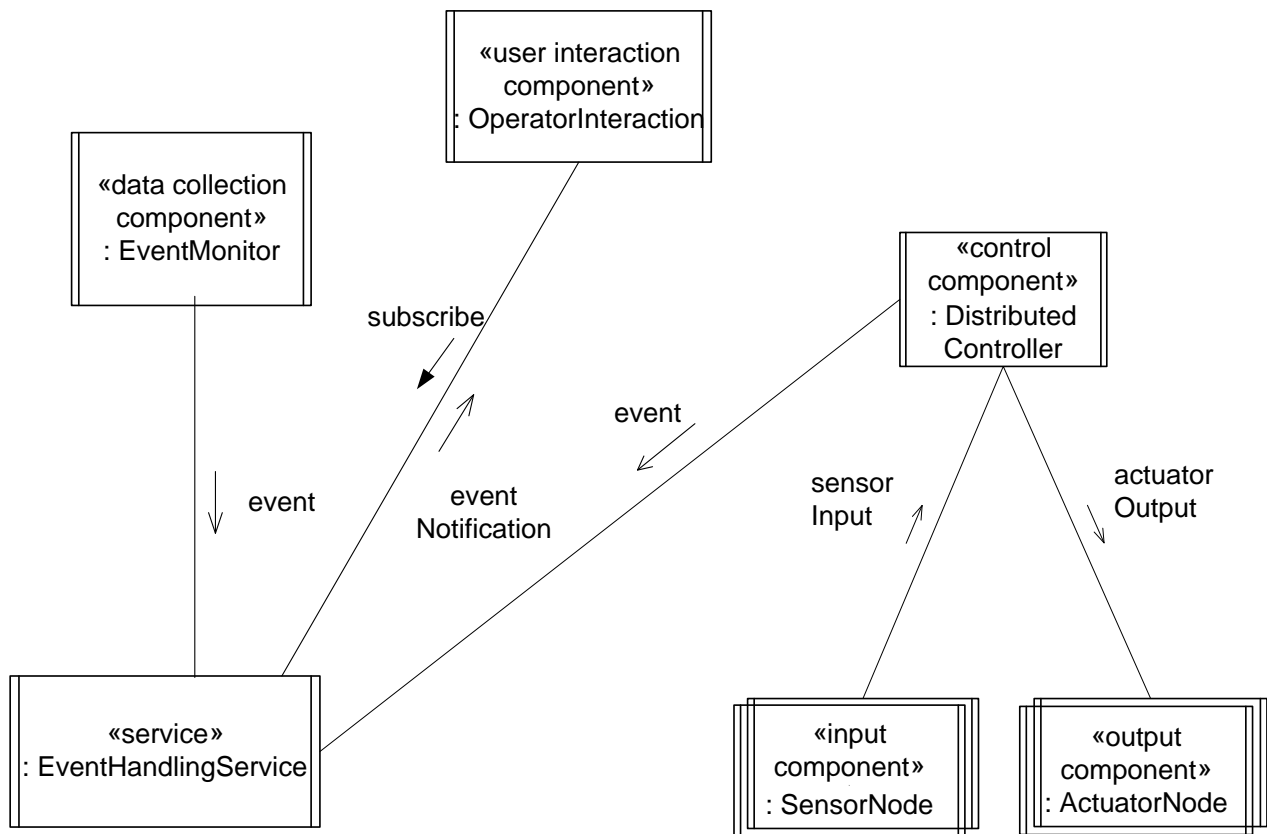 «user interaction
component»
: OperatorInteraction
«data collection
component»
: EventMonitor
«control
component»
: Distributed
Controller
subscribe
event
event
Notification
event
sensor
Input
actuator
Output
«service»
: EventHandlingService
«input
component»
: SensorNode
«output
component»
: ActuatorNode